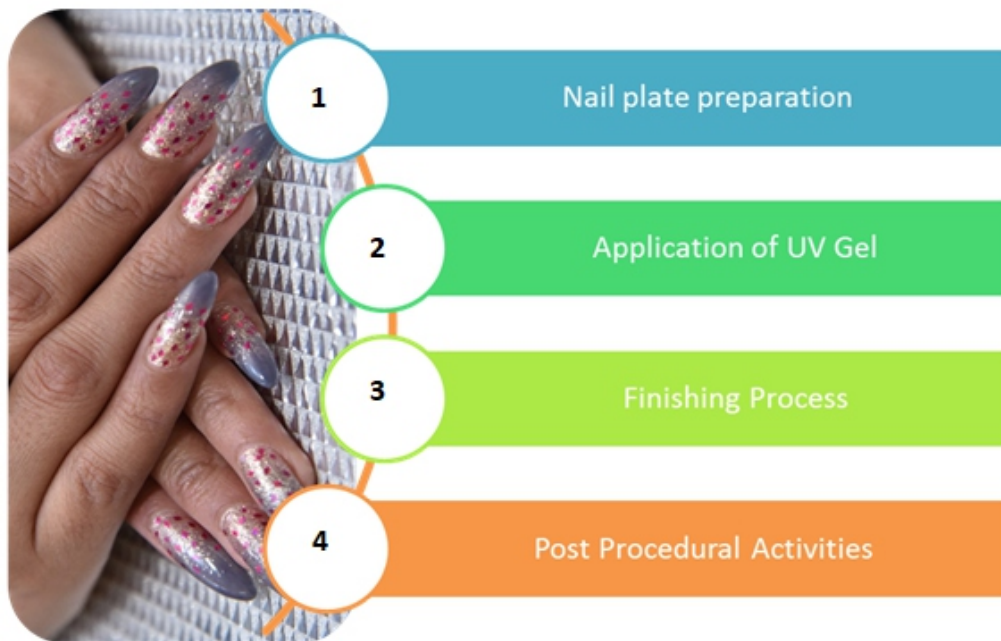 1
Nail plate preparation
2
Application of UV Gel
3
Finishing Process
4
Post Procedural Activities